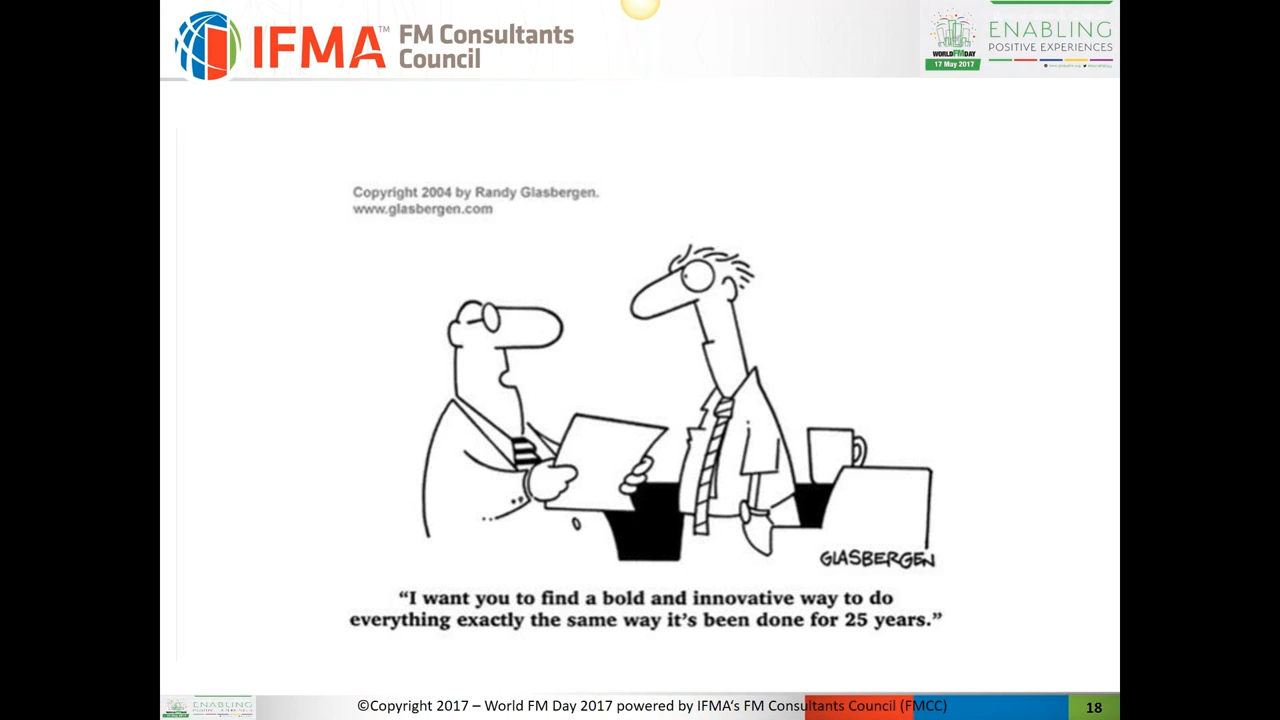 IFMA™ FM Consultants
Council
WORLD FM DAY
17 May 2017
ENABLING
POSITIVE EXPERIENCES
Copyright 2004 by Randy Glasbergen.
www.glasbergen.com
GLASBERGEN
“I want you to find a bold and innovative way to do
everything exactly the same way it’s been done for 25 years.”
ENABLING
©Copyright 2017 – World FM Day 2017 powered by IFMA’s FM Consultants Council (FMCC)
18